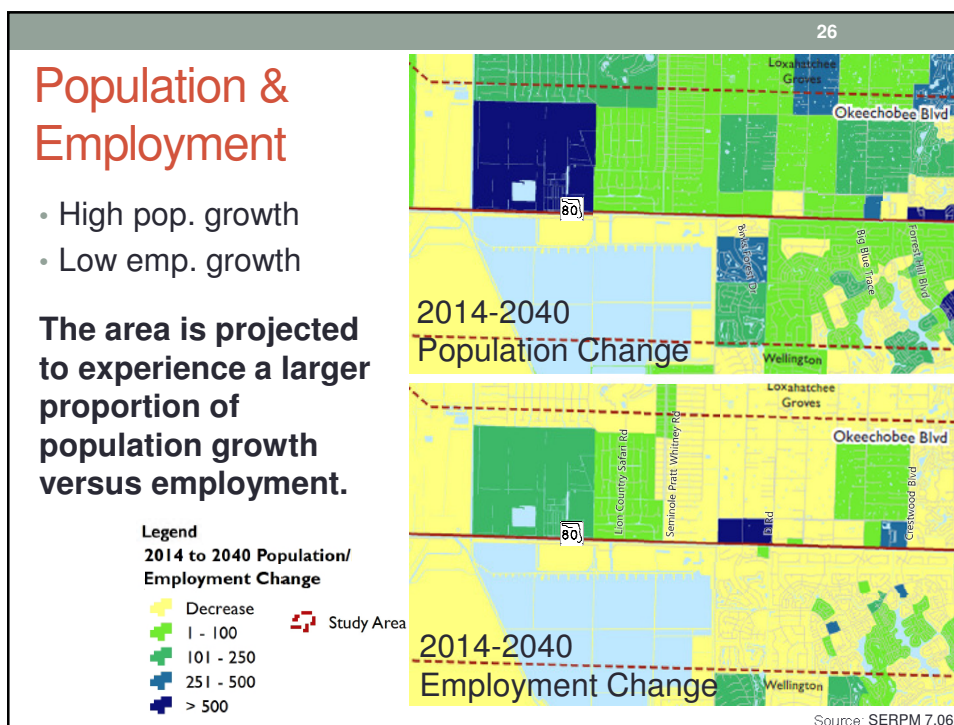 26
Population &
Employment
• High pop. growth
• Low emp. growth
The area is projected
to experience a larger
proportion of
population growth
versus employment.
Legend
2014 to 2040 Population/
Employment Change
Decrease
1 - 100
101 - 250
251 - 500
> 500
Study Area
Loxahatchee
Groves
Okeechobee Blvd
80
Binks Forest Dr
Big Blue Trace
Forrest Hill Blvd
2014-2040
Population Change
Wellington
Loxahatchee
Groves
Okeechobee Blvd
Lion Country Safari Rd
Seminole Pratt Whitney Rd
Crestwood Blvd
80
2014-2040
Employment Change
Wellington
Source: SERPM 7.06